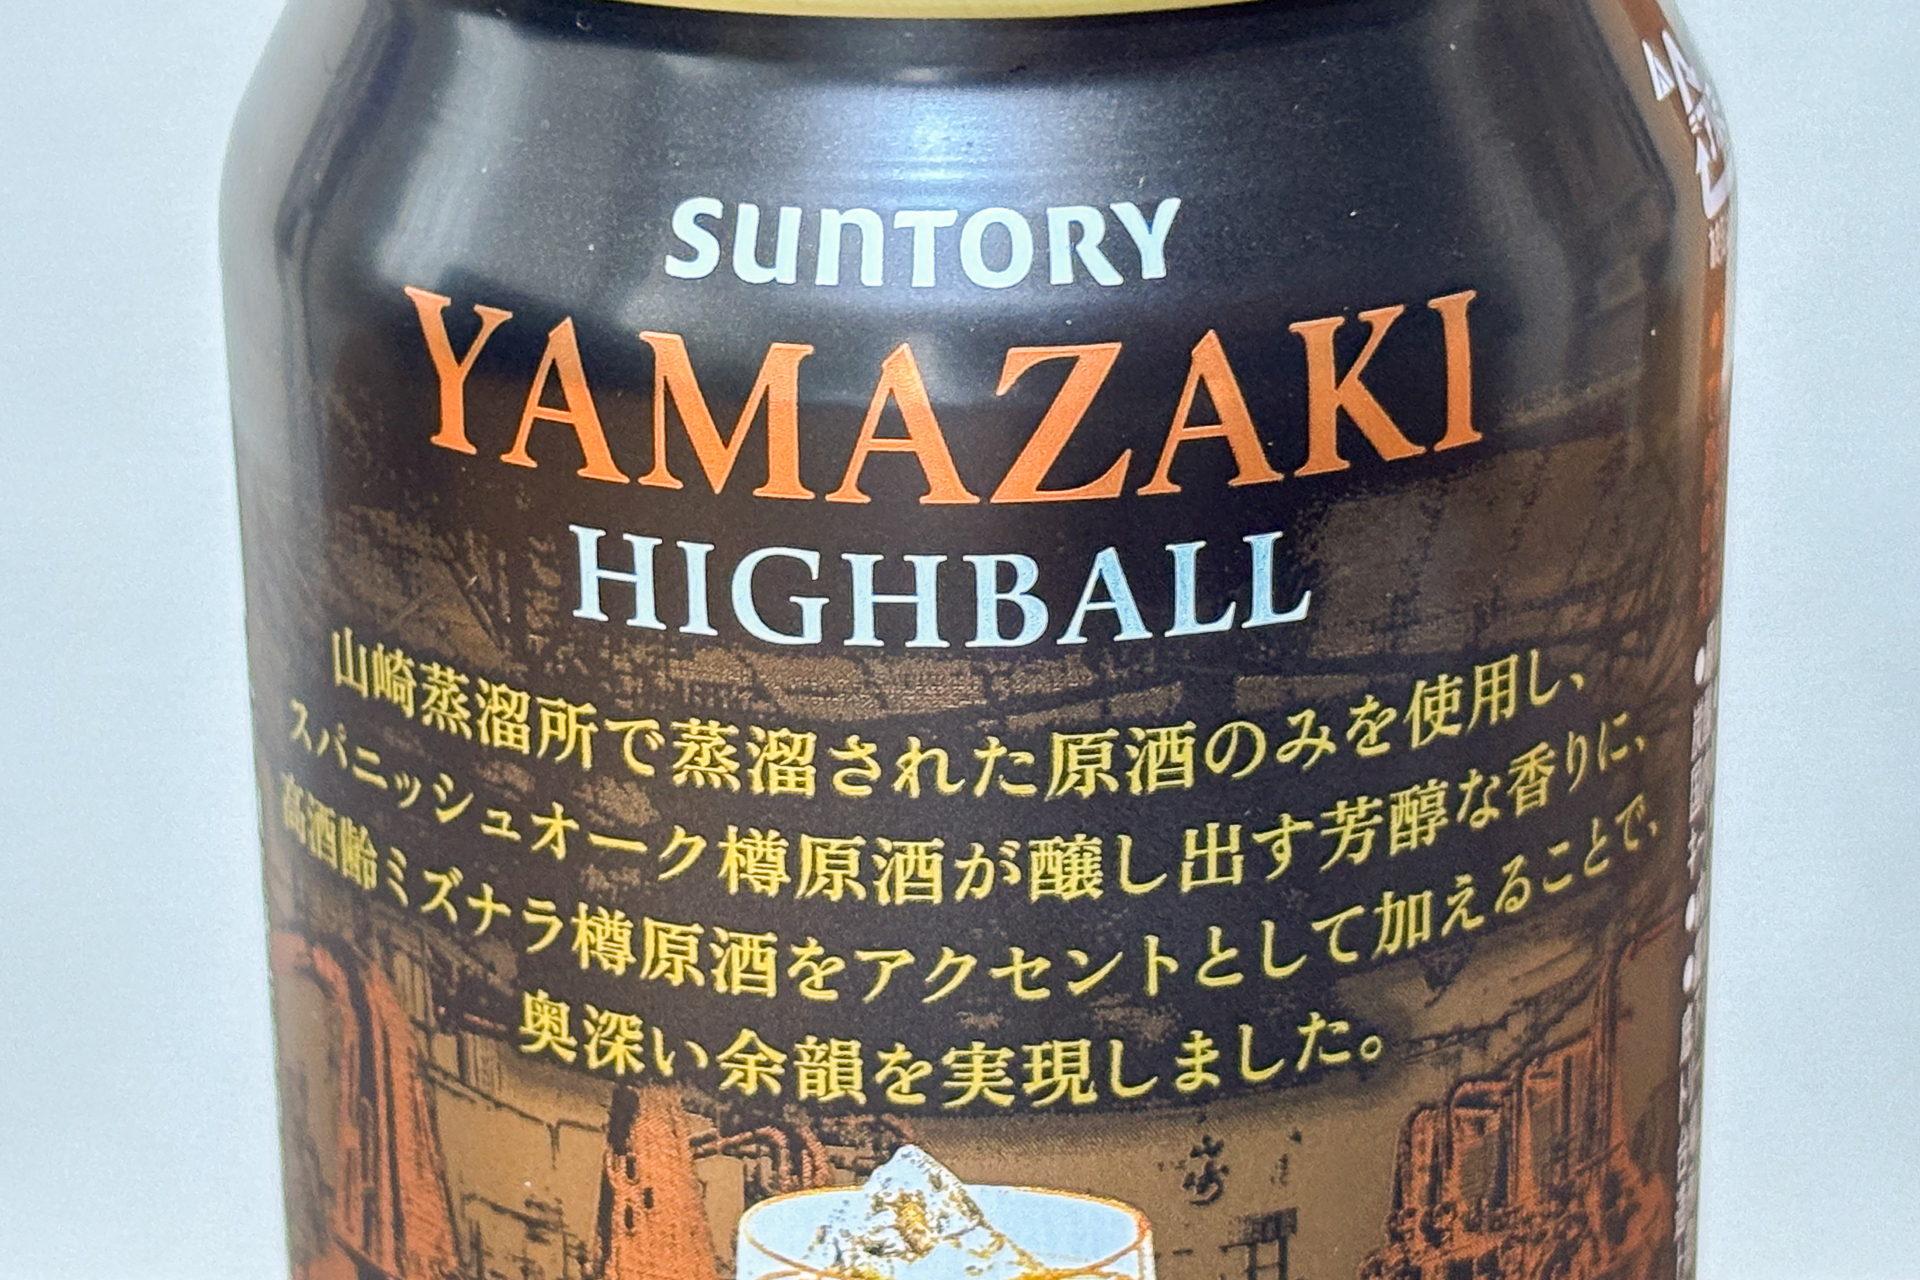 SUNTORY
YAMAZAKI
HIGHBALL
山崎蒸溜所で蒸溜された原酒のみを使用し、
スパニッシュオーク樽原酒が醸し出す芳醇な香りに、
高酒齢ミズナラ樽原酒をアクセントとして加えることで、
奥深い余韻を実現しました。